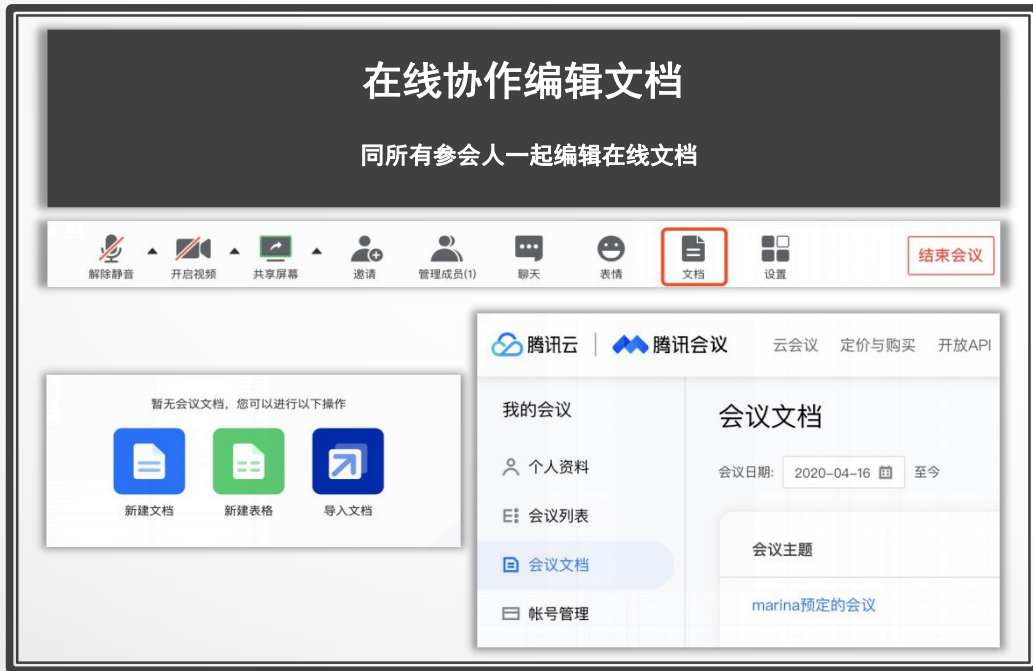 在线协作编辑文档
同所有参会人一起编辑在线文档
解除静音 开启视频 共享屏幕 邀请 管理成员(1) 聊天 表情 文档 设置 结束会议
暂无会议文档，您可以进行以下操作
新建文档 新建表格 导入文档
腾讯云 腾讯会议 云会议 定价与购买 开放API
我的会议
个人资料
会议列表
会议文档
帐号管理
会议文档
会议日期: 2020-04-16 至今
会议主题
marina预定的会议